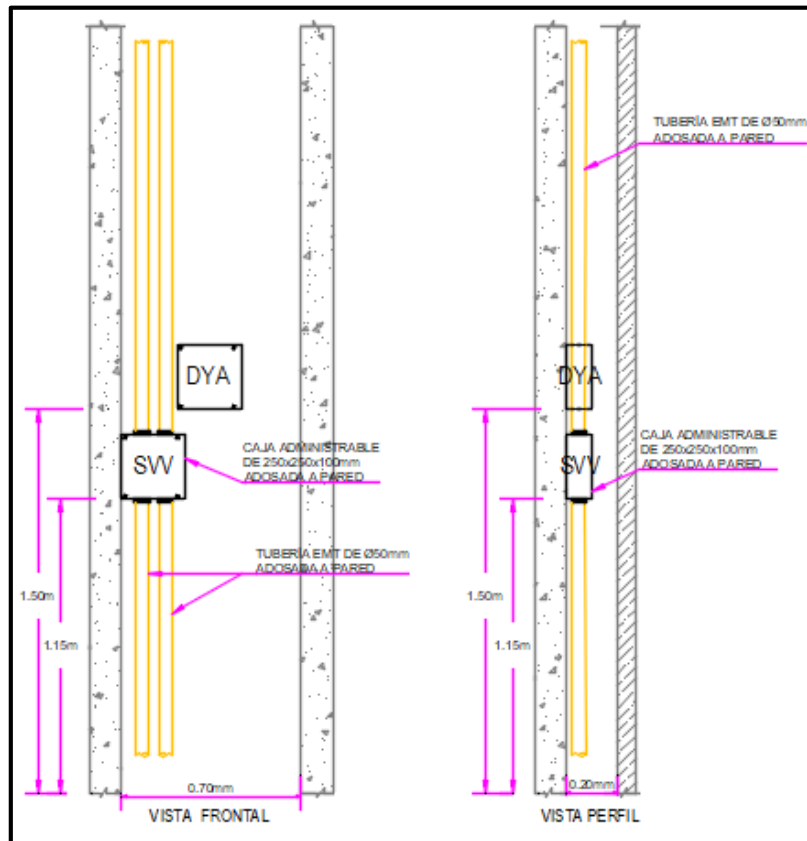 TUBERÍA EMT DE Ø50mm
ADOSADA A PARED
DYA
DYA
CAJA ADMINISTRABLE
DE 250x250x100mm
ADOSADA A PARED
CAJA ADMINISTRABLE
DE 250x250x100mm
ADOSADA A PARED
SVV
SVV
TUBERÍA EMT DE Ø50mm
ADOSADA A PARED
1.50m
1.15m
1.50m
1.15m
0.70mm
0.20mm
VISTA FRONTAL
VISTA PERFIL